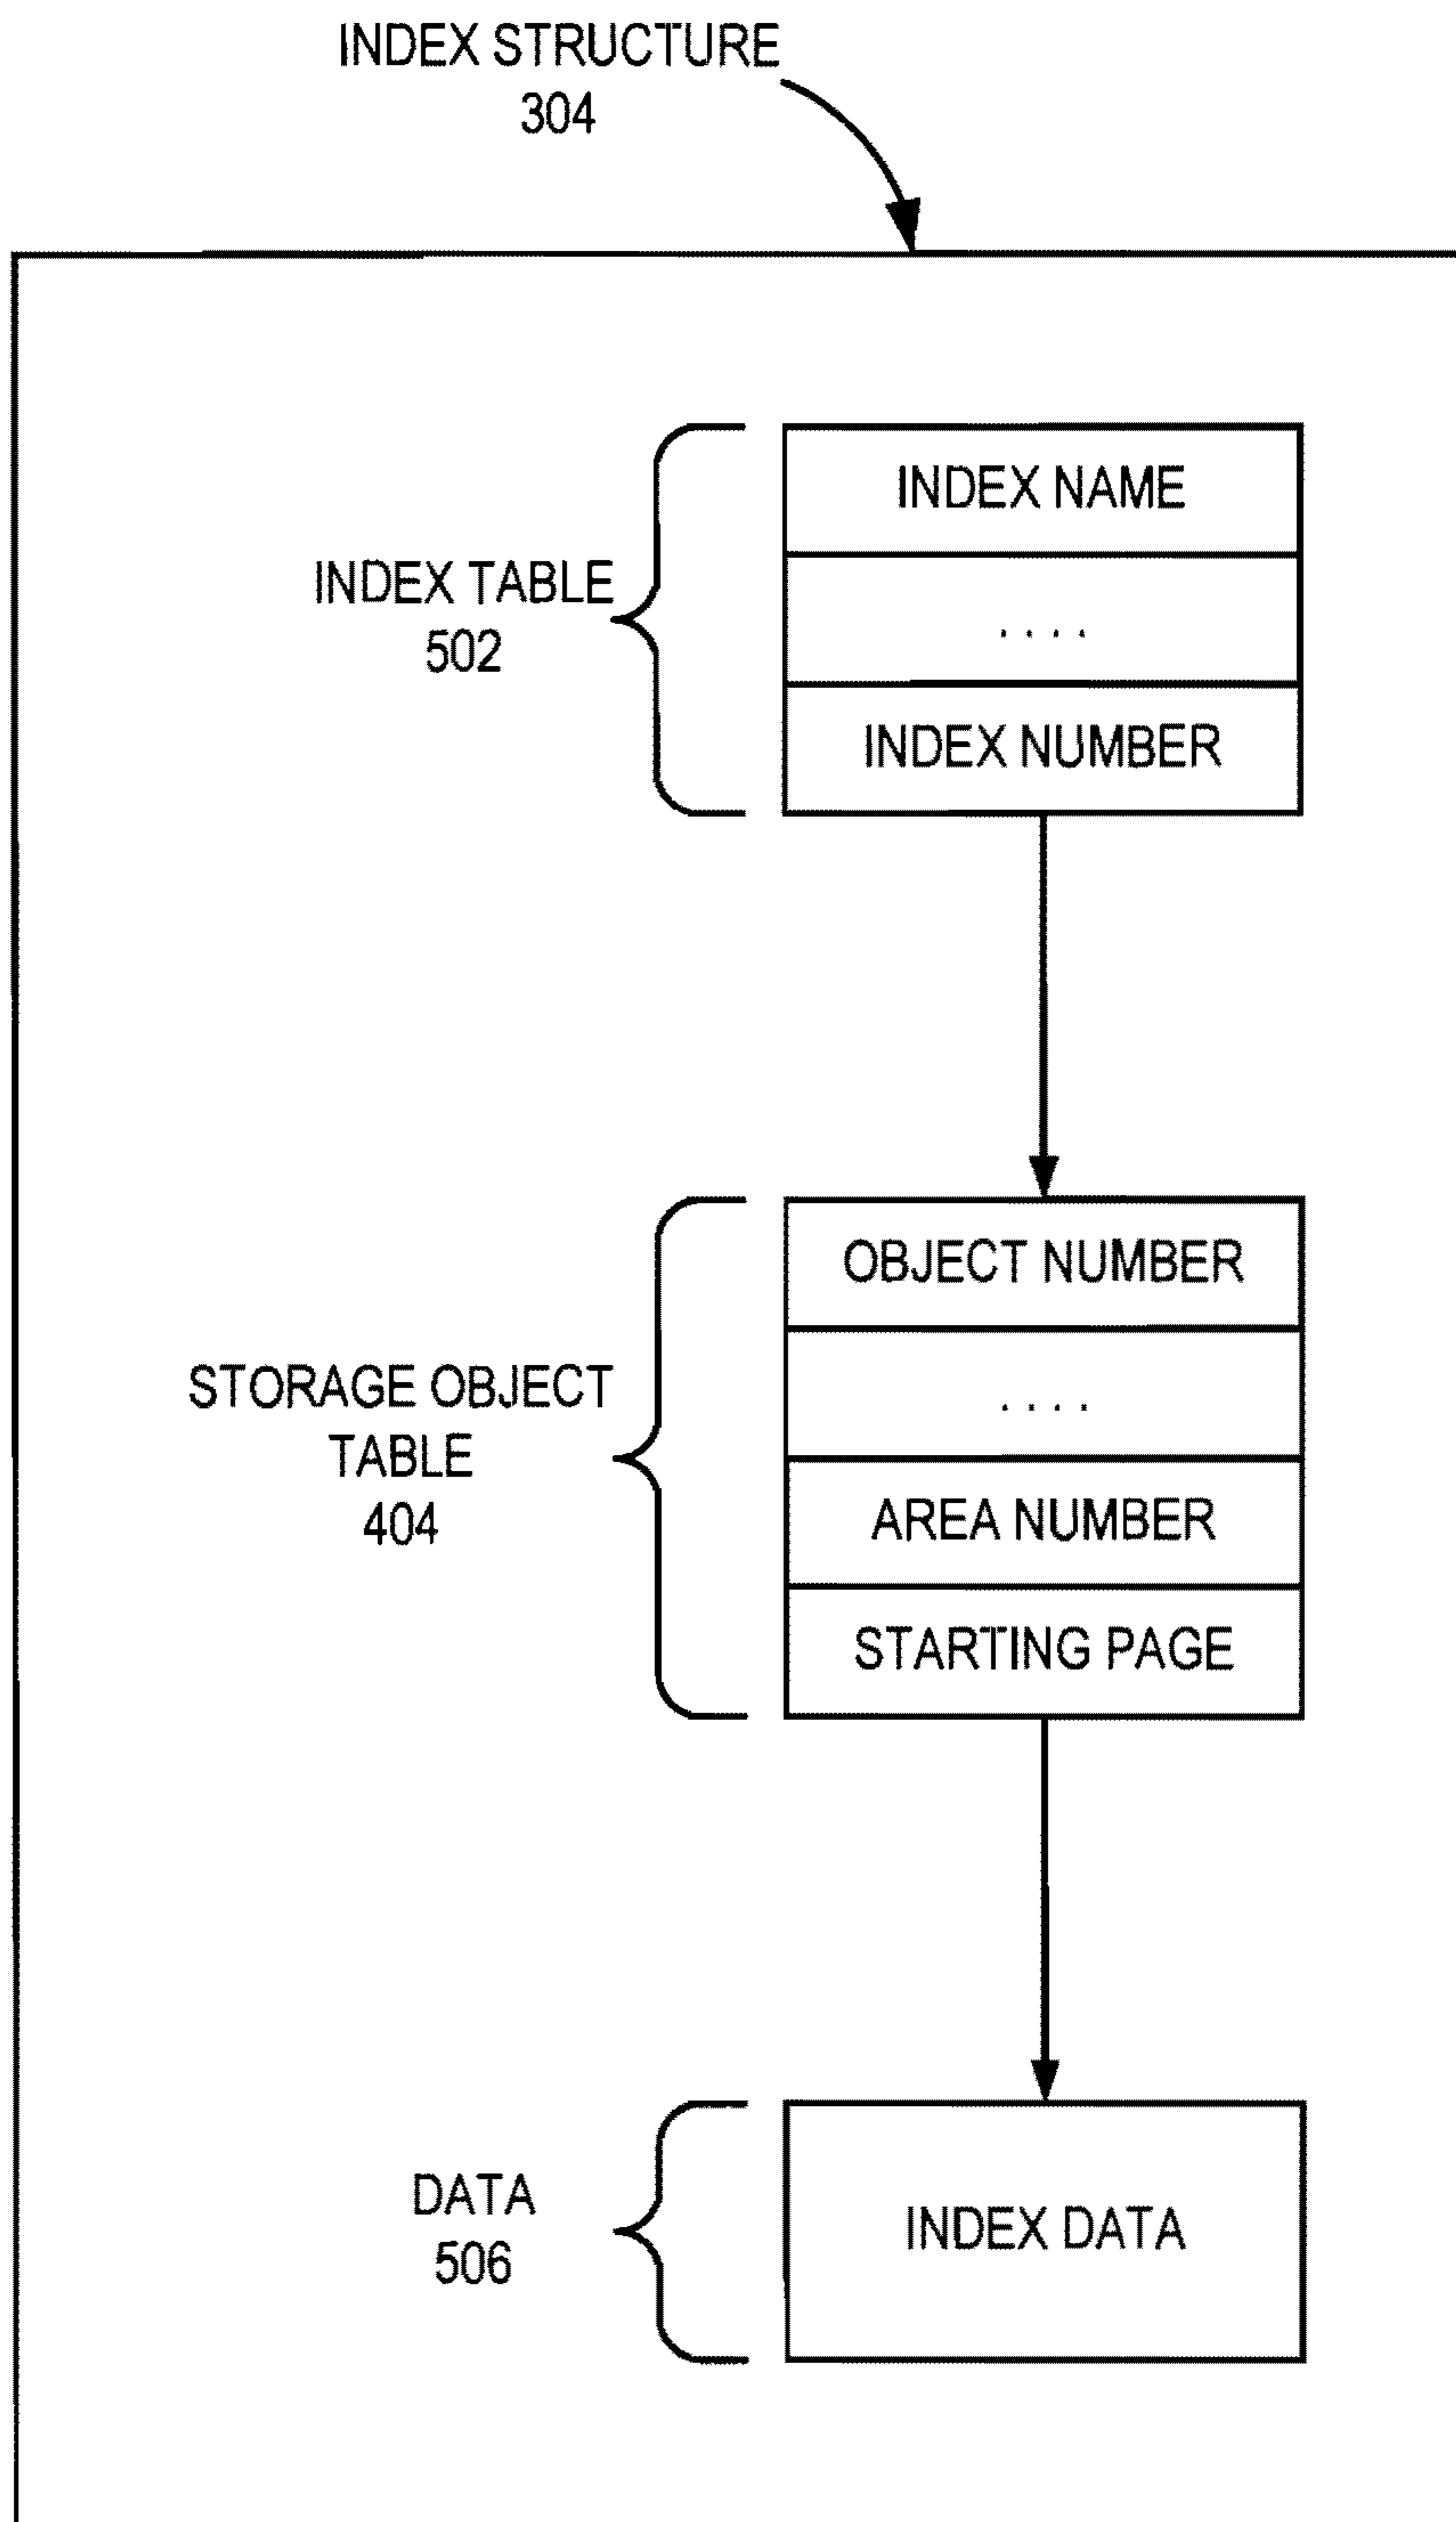 INDEX STRUCTURE
304
INDEX NAME
INDEX TABLE
502
. . . .
INDEX NUMBER
OBJECT NUMBER
STORAGE OBJECT
TABLE
404
. . . .
AREA NUMBER
STARTING PAGE
DATA
506
INDEX DATA